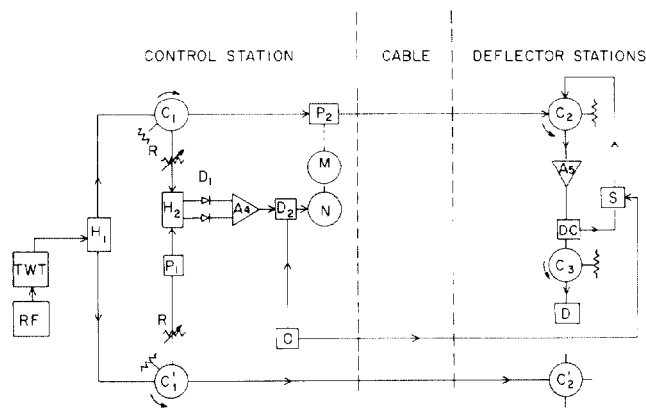 CONTROL STATION CABLE DEFLECTOR STATIONS
C1 P2 C2
R
M A5
D1
H2 A4 D2 N S
H1 DC
P1 C3
TWT
RF R O D
C'1 C'2